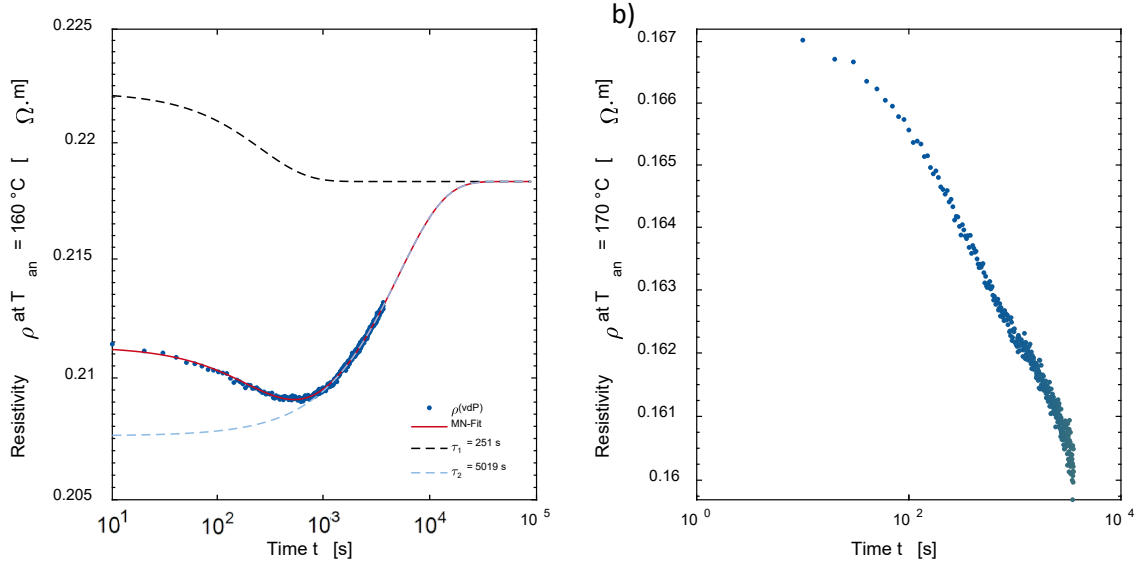 b)
0.225
0.22
0.215
0.21
0.205
Resistivity ρ at T an = 160 °C [ Ω.m]
ρ(vdP)
MN-Fit
τ1 = 251 s
τ2 = 5019 s
10^1 10^2 10^3 10^4 10^5
Time t [s]
0.167
0.166
0.165
0.164
0.163
0.162
0.161
0.16
Resistivity ρ at T an = 170 °C [ Ω.m]
10^0 10^2 10^4
Time t [s]